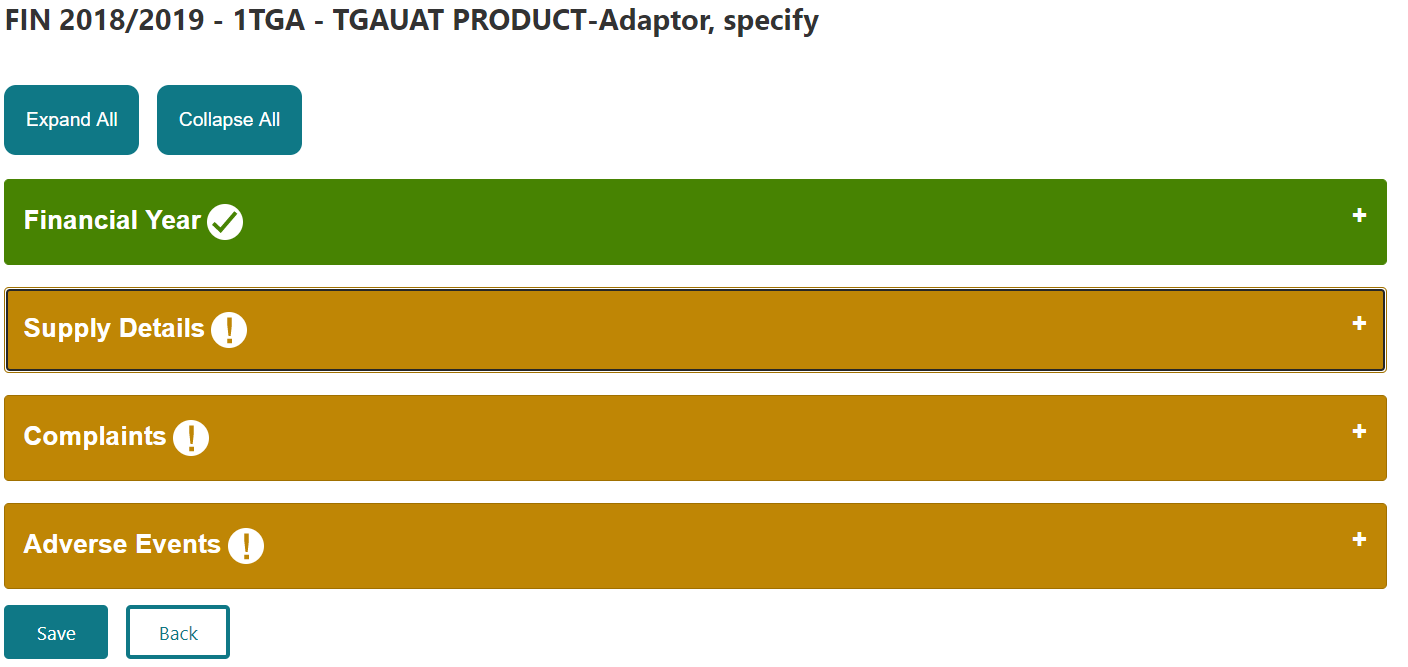 FIN 2018/2019 - 1TGA - TGAUAT PRODUCT-Adaptor, specify
Expand All Collapse All
Financial Year +
Supply Details ! +
Complaints ! +
Adverse Events ! +
Save Back